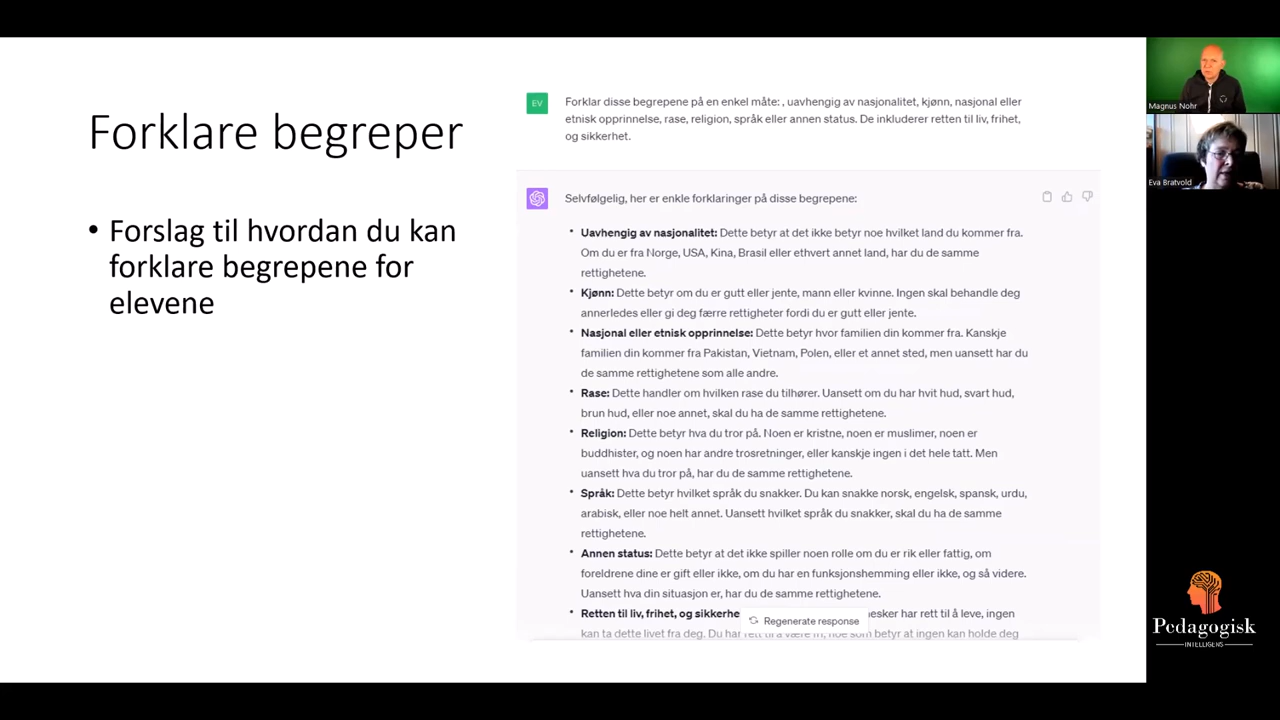 Forklare begreper
• Forslag til hvordan du kan
forklare begrepene for
elevene
EV
Forklar disse begrepene på en enkel måte: , uavhengig av nasjonalitet, kjønn, nasjonal eller
etnisk opprinnelse, rase, religion, språk eller annen status. De inkluderer retten til liv, frihet,
og sikkerhet.
Selvfølgelig, her er enkle forklaringer på disse begrepene:
• Uavhengig av nasjonalitet: Dette betyr at det ikke betyr noe hvilket land du kommer fra.
Om du er fra Norge, USA, Kina, Brasil eller ethvert annet land, har du de samme
rettighetene.
• Kjønn: Dette betyr om du er gutt eller jente, mann eller kvinne. Ingen skal behandle deg
annerledes eller gi deg færre rettigheter fordi du er gutt eller jente.
• Nasjonal eller etnisk opprinnelse: Dette betyr hvor familien din kommer fra. Kanskje
familien din kommer fra Pakistan, Vietnam, Polen, eller et annet sted, men uansett har du
de samme rettighetene som alle andre.
• Rase: Dette handler om hvilken rase du tilhører. Uansett om du har hvit hud, svart hud,
brun hud, eller noe annet, skal du ha de samme rettighetene.
• Religion: Dette betyr hva du tror på. Noen er kristne, noen er muslimer, noen er
buddhister, og noen har andre trosretninger, eller kanskje ingen i det hele tatt. Men
uansett hva du tror på, har du de samme rettighetene.
• Språk: Dette betyr hvilket språk du snakker. Du kan snakke norsk, engelsk, spansk, urdu,
arabisk, eller noe helt annet. Uansett hvilket språk du snakker, skal du ha de samme
rettighetene.
• Annen status: Dette betyr at det ikke spiller noen rolle om du er rik eller fattig, om
foreldrene dine er gift eller ikke, om du har en funksjonshemming eller ikke, og så videre.
Uansett hva din situasjon er, har du de samme rettighetene.
• Retten til liv, frihet, og sikkerhe har rett til å leve, ingen
Regenerate response
kan ta dette livet fra deg. Du har rett til å være som betyr at ingen kan holde deg
Magnus Nohr
Eva Bratvold
Pedagogisk
INTELLIGENS